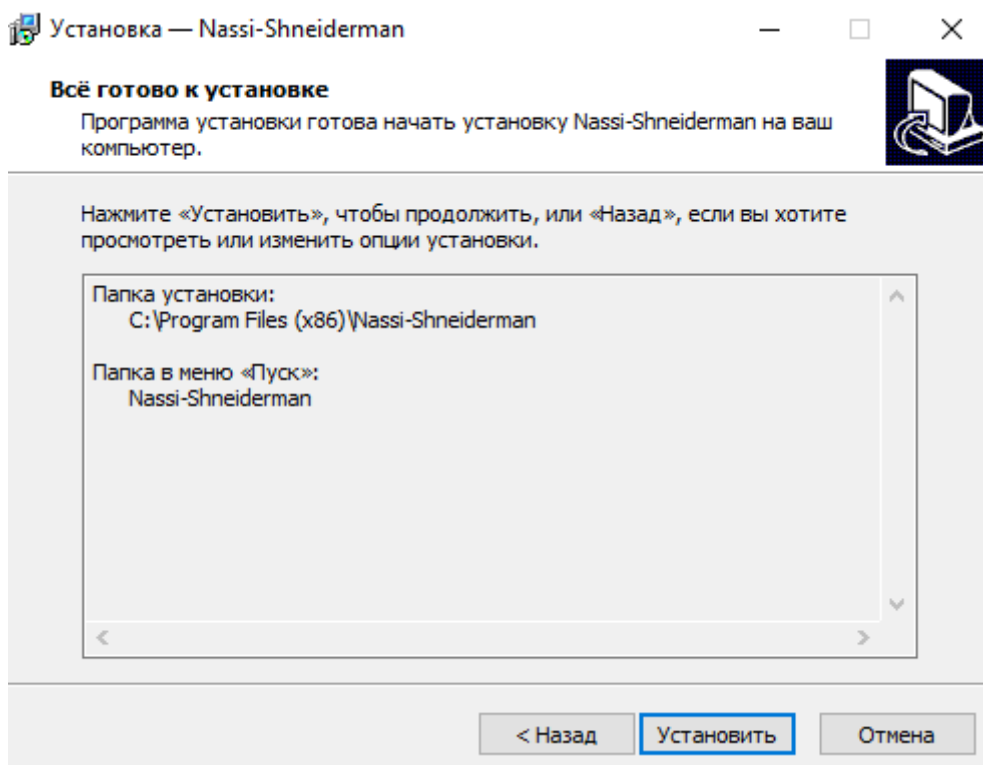 Установка — Nassi-Shneiderman
Всё готово к установке
Программа установки готова начать установку Nassi-Shneiderman на ваш
компьютер.
Нажмите «Установить», чтобы продолжить, или «Назад», если вы хотите
просмотреть или изменить опции установки.
Папка установки:
C:\Program Files (x86)\Nassi-Shneiderman
Папка в меню «Пуск»:
Nassi-Shneiderman
< Назад
Установить
Отмена